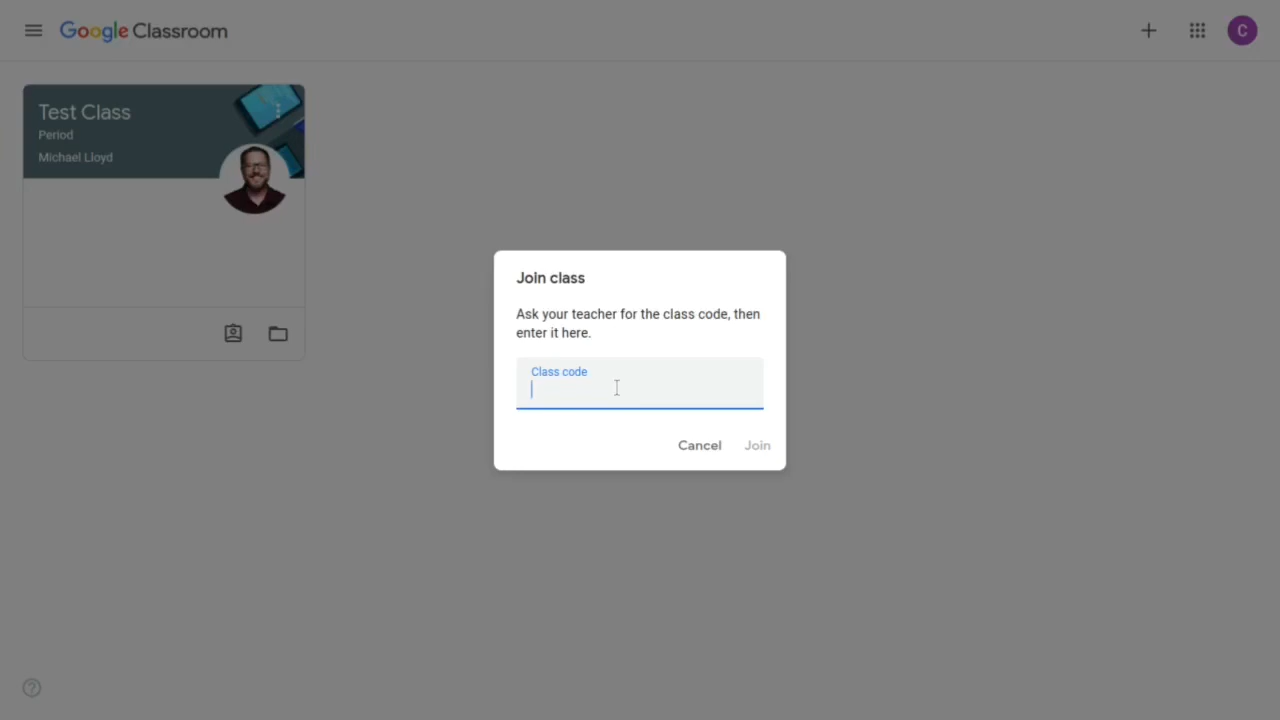 Google Classroom
C
Test Class
Period
Michael Lloyd
Join class
Ask your teacher for the class code, then
enter it here.
Class code
Cancel Join